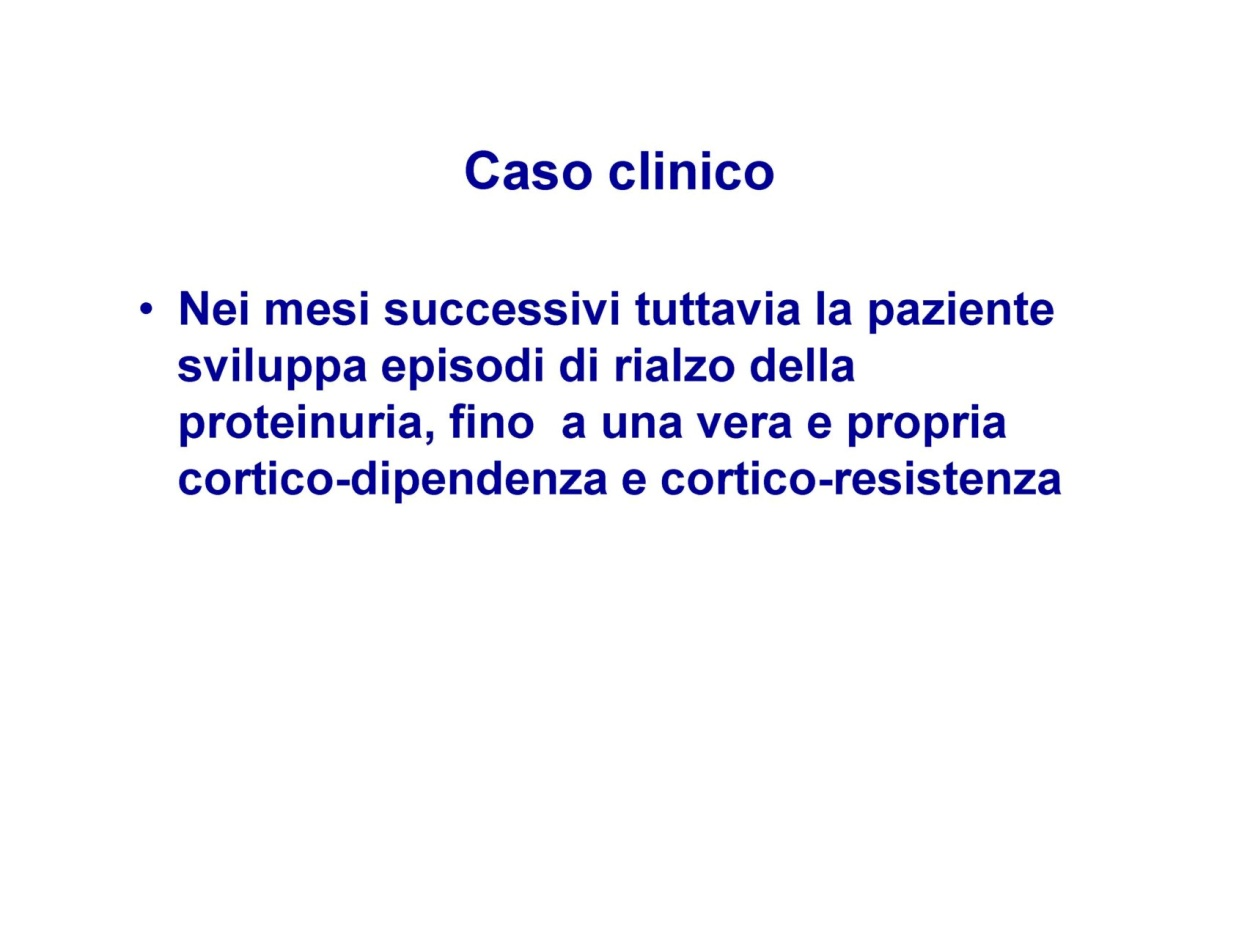 Caso clinico
• Nei mesi successivi tuttavia la paziente
sviluppa episodi di rialzo della
proteinuria, fino  a una vera e propria
cortico-dipendenza e cortico-resistenza